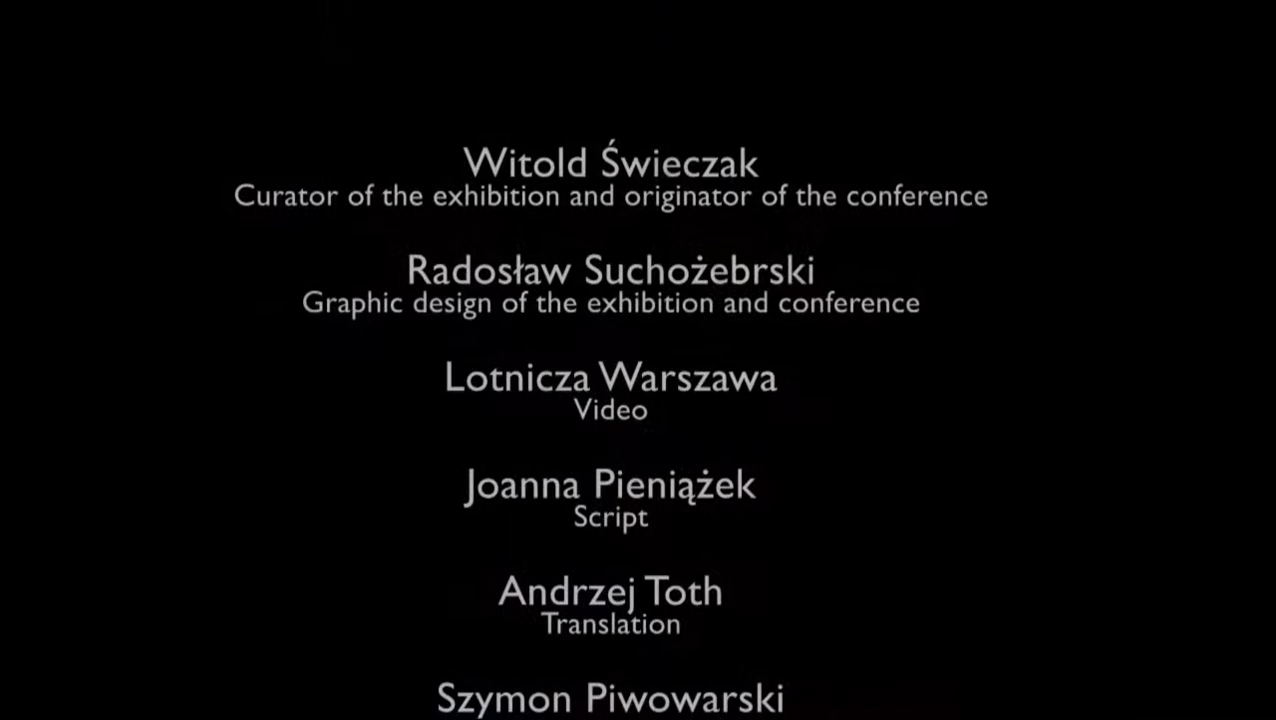 Witold Świeczak
Curator of the exhibition and originator of the conference
Radosław Suchożebrski
Graphic design of the exhibition and conference
Lotnicza Warszawa
Video
Joanna Pieniążek
Script
Andrzej Toth
Translation
Szymon Piwowarski